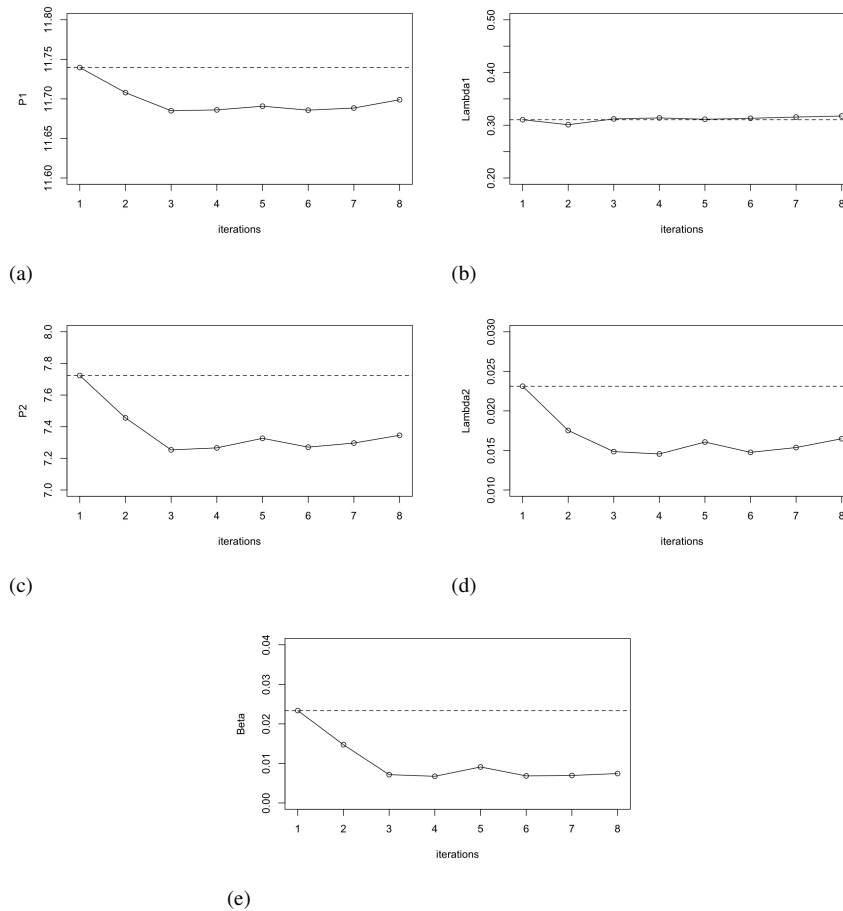 P1
11.80
11.75
11.70
11.65
11.60
1 2 3 4 5 6 7 8
iterations
(a)
Lambda1
0.50
0.40
0.30
0.20
1 2 3 4 5 6 7 8
iterations
(b)
P2
8.0
7.8
7.6
7.4
7.2
7.0
1 2 3 4 5 6 7 8
iterations
(c)
Lambda2
0.030
0.025
0.020
0.015
0.010
1 2 3 4 5 6 7 8
iterations
(d)
Beta
0.04
0.03
0.02
0.01
0.00
1 2 3 4 5 6 7 8
iterations
(e)